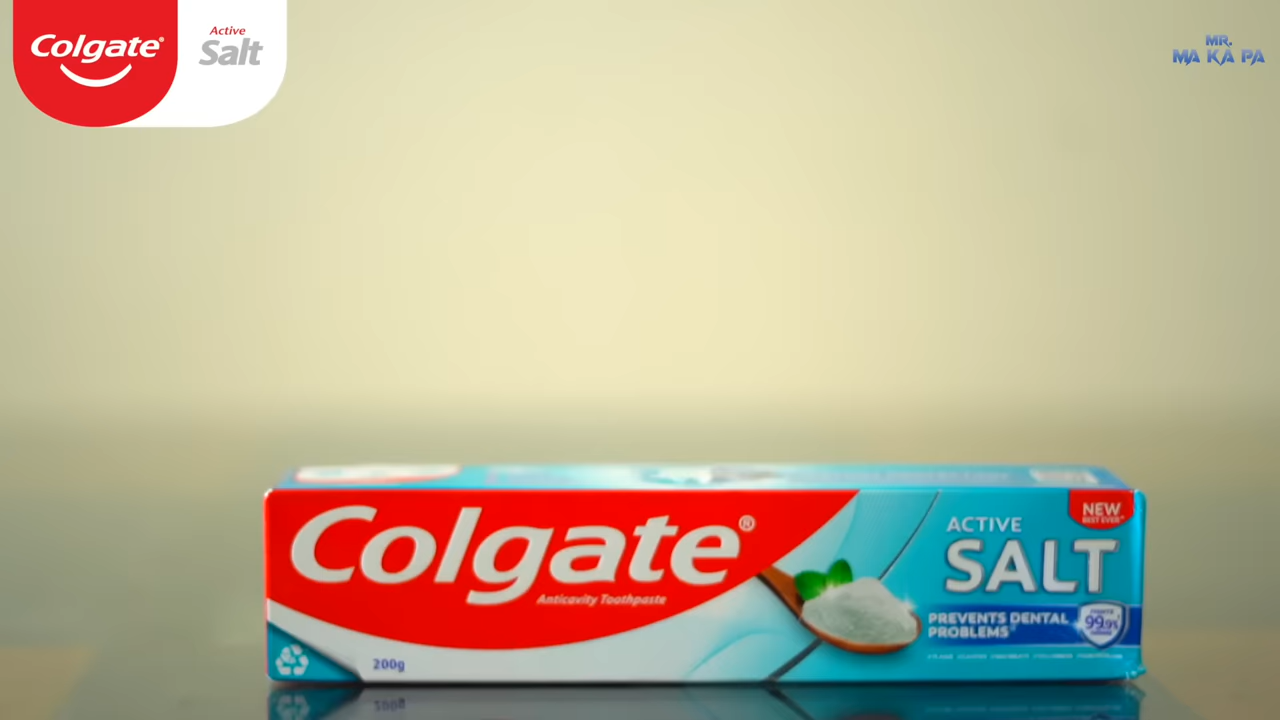 Colgate®
Active
Salt
MR.
MA KA PA
Colgate®
Anticavity Toothpaste
200g
NEW
BEST EVER
ACTIVE
SALT
PREVENTS DENTAL
PROBLEMS
99.9%